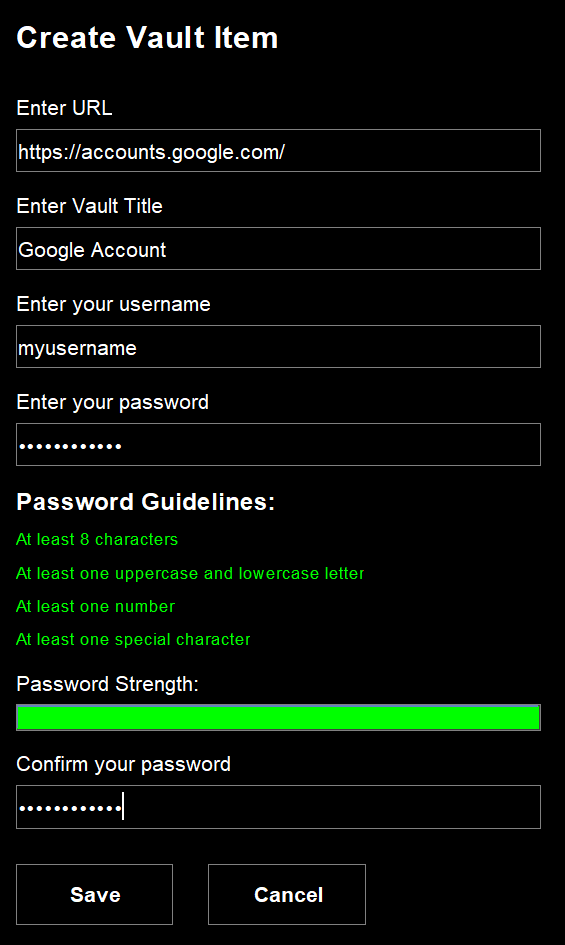 Create Vault Item
Enter URL
https://accounts.google.com/
Enter Vault Title
Google Account
Enter your username
myusername
Enter your password
••••••••••••
Password Guidelines:
At least 8 characters
At least one uppercase and lowercase letter
At least one number
At least one special character
Password Strength:
Confirm your password
••••••••••••
Save Cancel